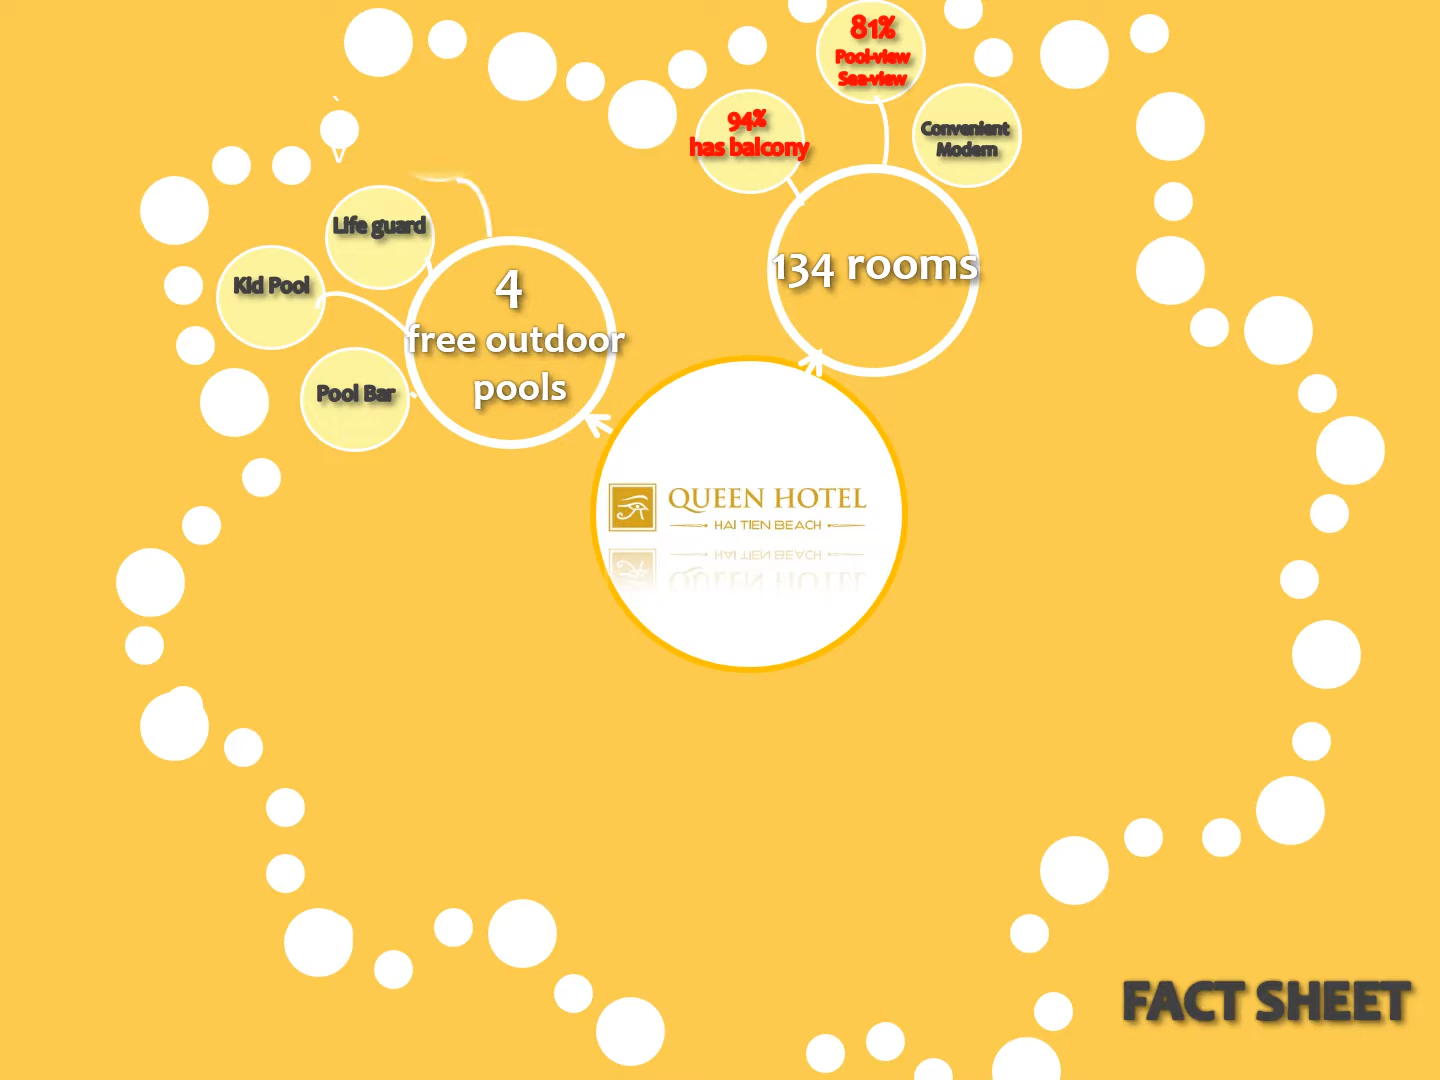 81%
Pool-view
Sea-view
94%
has balcony
Convenient
Modern
134 rooms
Life guard
Kid Pool
Pool Bar
4
free outdoor
pools
QUEEN HOTEL
HAI TIEN BEACH
FACT SHEET